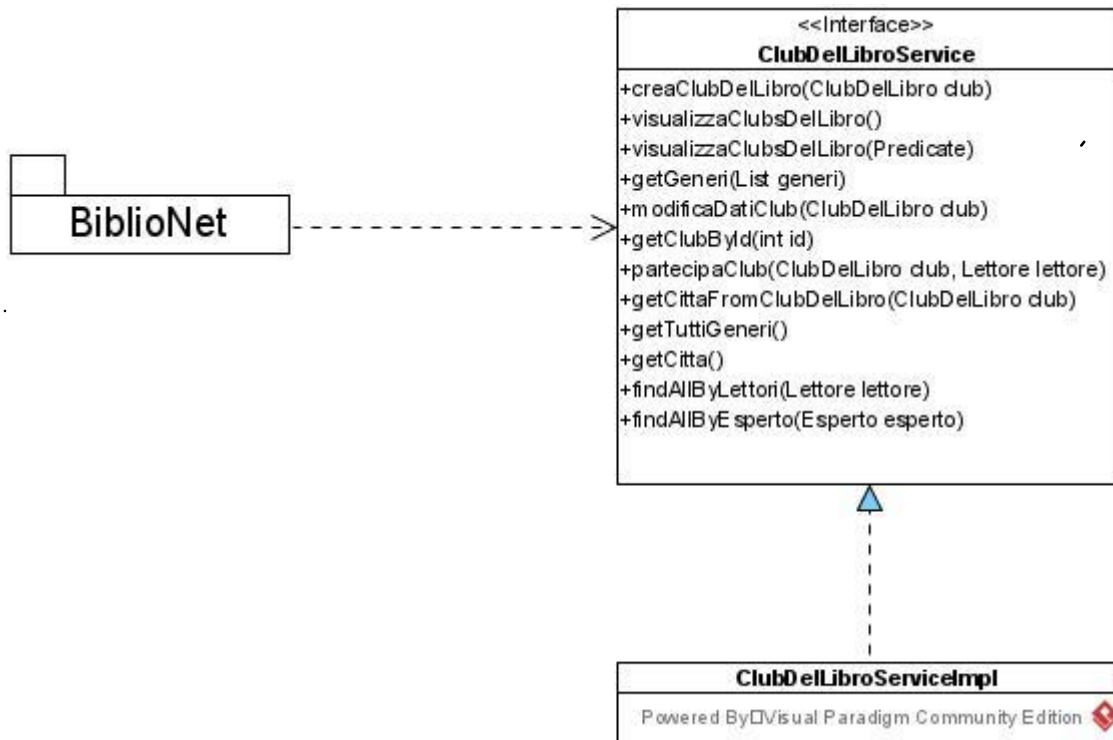 BiblioNet
<<Interface>>
ClubDelLibroService
+creaClubDelLibro(ClubDelLibro club)
+visualizzaClubsDelLibro()
+visualizzaClubsDelLibro(Predicate)
+getGeneri(List generi)
+modificaDatiClub(ClubDelLibro club)
+getClubById(int id)
+partecipaClub(ClubDelLibro club, Lettore lettore)
+getCittaFromClubDelLibro(ClubDelLibro club)
+getTuttiGeneri()
+getCitta()
+findAllByLettori(Lettore lettore)
+findAllByEsperto(Esperto esperto)
ClubDelLibroServiceImpl
Powered By□Visual Paradigm Community Edition